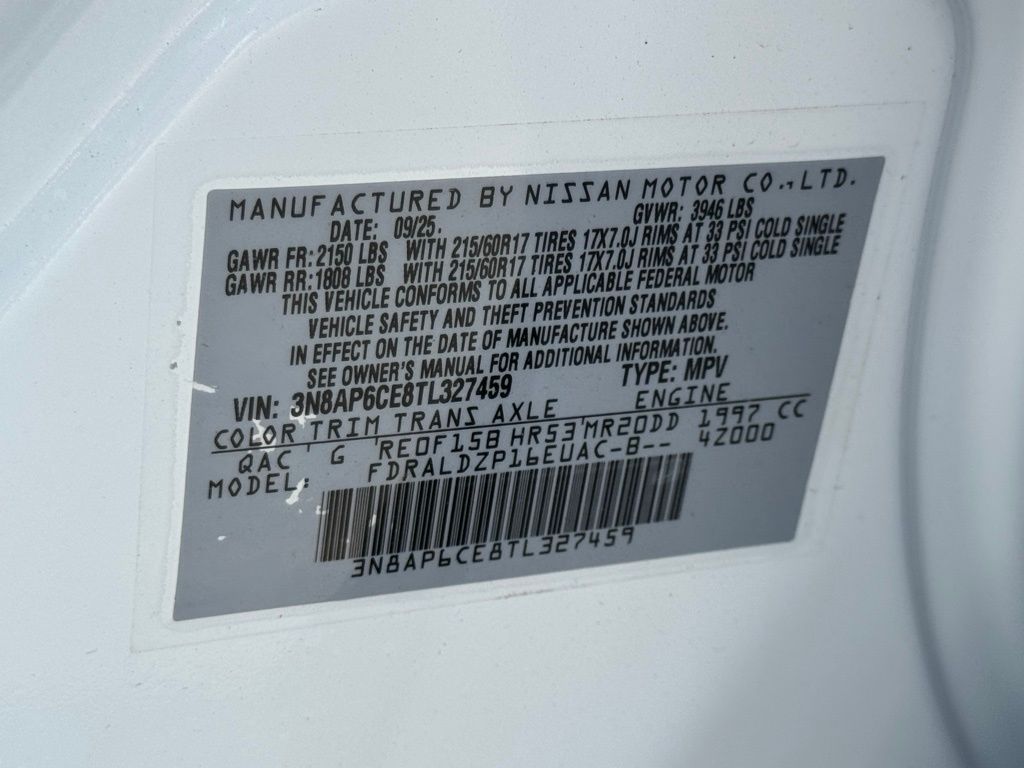 MANUFACTURED BY NISSAN MOTOR CO., LTD.
DATE: 09/25. GVWR: 3946 LBS
GAWR FR: 2150 LBS WITH 215/60R17 TIRES 17X7.0J RIMS AT 33 PSI COLD SINGLE
GAWR RR: 1808 LBS WITH 215/60R17 TIRES 17X7.0J RIMS AT 33 PSI COLD SINGLE
THIS VEHICLE CONFORMS TO ALL APPLICABLE FEDERAL MOTOR
VEHICLE SAFETY AND THEFT PREVENTION STANDARDS
IN EFFECT ON THE DATE OF MANUFACTURE SHOWN ABOVE.
SEE OWNER'S MANUAL FOR ADDITIONAL INFORMATION.
VIN: 3N8AP6CE8TL327459 TYPE: MPV
COLOR TRIM TRANS AXLE ENGINE
QAC G RE0F15B HR53 MR20DD 1997 CC
MODEL: FDRALDZP16EUAC-B-- 4Z000
3N8AP6CE8TL327459